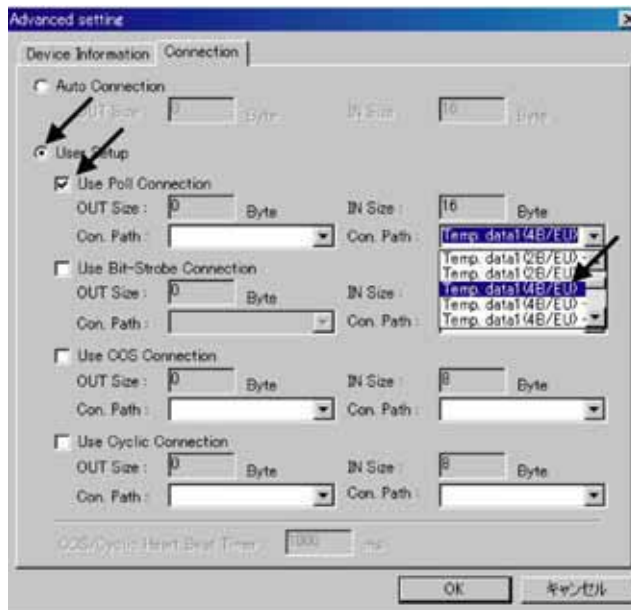 Advanced setting
Device Information Connection
Auto Connection
OUT Size : 0 Byte IN Size : 16 Byte
User Setup
Use Poll Connection
OUT Size : 0 Byte IN Size : 16 Byte
Con. Path : Con. Path : Temp. data1(4B/EU)
Temp. data1(2B/EU) -
Use Bit-Strobe Connection Temp. data1(2B/EU) -
OUT Size : 0 Byte IN Size : Temp. data1(4B/EU)
Temp. data1(4B/EU) -
Con. Path : Con. Path : Temp. data1(4B/EU) -
Use COS Connection
OUT Size : 0 Byte IN Size : 8 Byte
Con. Path : Con. Path :
Use Cyclic Connection
OUT Size : 0 Byte IN Size : 8 Byte
Con. Path : Con. Path :
COS/Cyclic Heart Beat Timer : 1000 ms
OK キャンセル